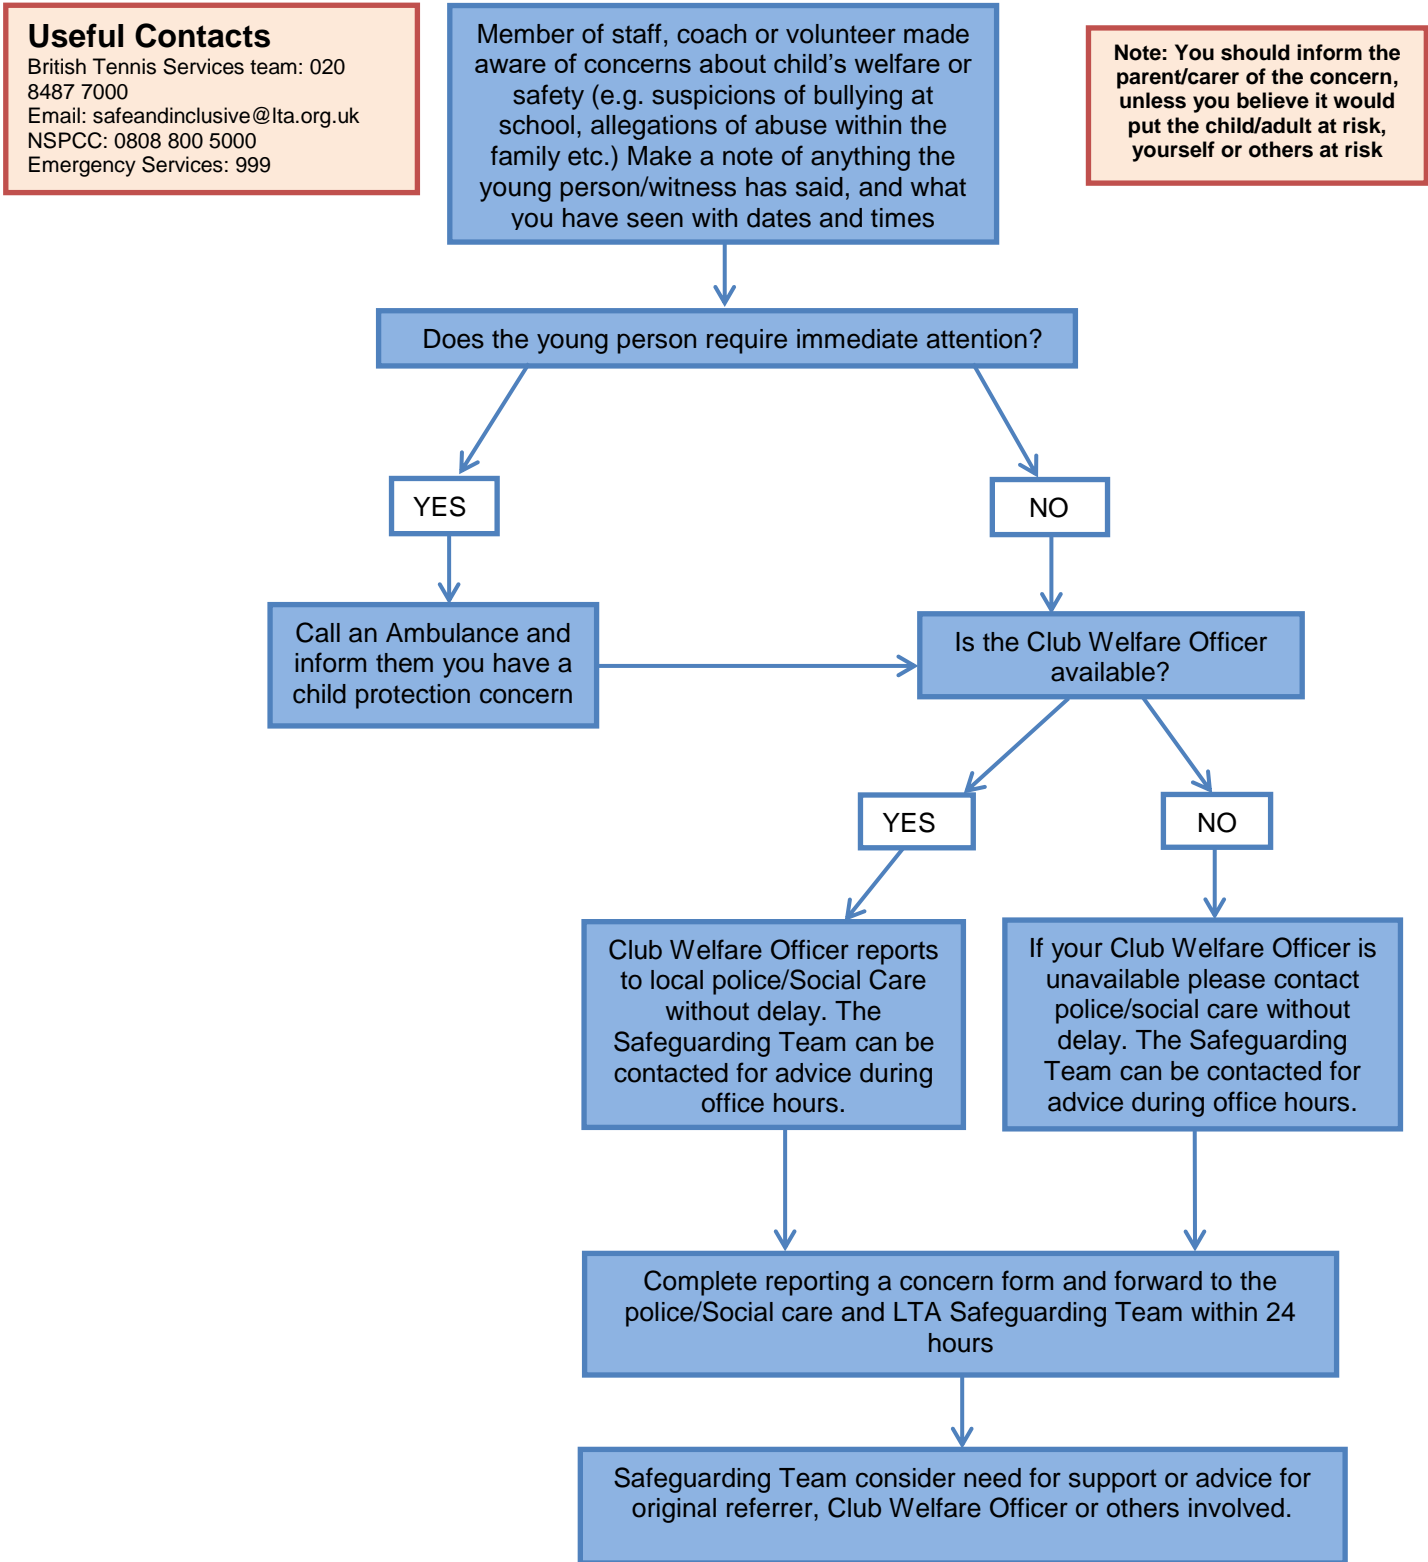 Useful Contacts
British Tennis Services team: 020
8487 7000
Email: safeandinclusive@lta.org.uk
NSPCC: 0808 800 5000
Emergency Services: 999
Member of staff, coach or volunteer made
aware of concerns about child’s welfare or
safety (e.g. suspicions of bullying at
school, allegations of abuse within the
family etc.) Make a note of anything the
young person/witness has said, and what
you have seen with dates and times
Note: You should inform the
parent/carer of the concern,
unless you believe it would
put the child/adult at risk,
yourself or others at risk
Does the young person require immediate attention?
YES
NO
Call an Ambulance and
inform them you have a
child protection concern
Is the Club Welfare Officer
available?
YES
NO
Club Welfare Officer reports
to local police/Social Care
without delay. The
Safeguarding Team can be
contacted for advice during
office hours.
If your Club Welfare Officer is
unavailable please contact
police/social care without
delay. The Safeguarding
Team can be contacted for
advice during office hours.
Complete reporting a concern form and forward to the
police/Social care and LTA Safeguarding Team within 24
hours
Safeguarding Team consider need for support or advice for
original referrer, Club Welfare Officer or others involved.